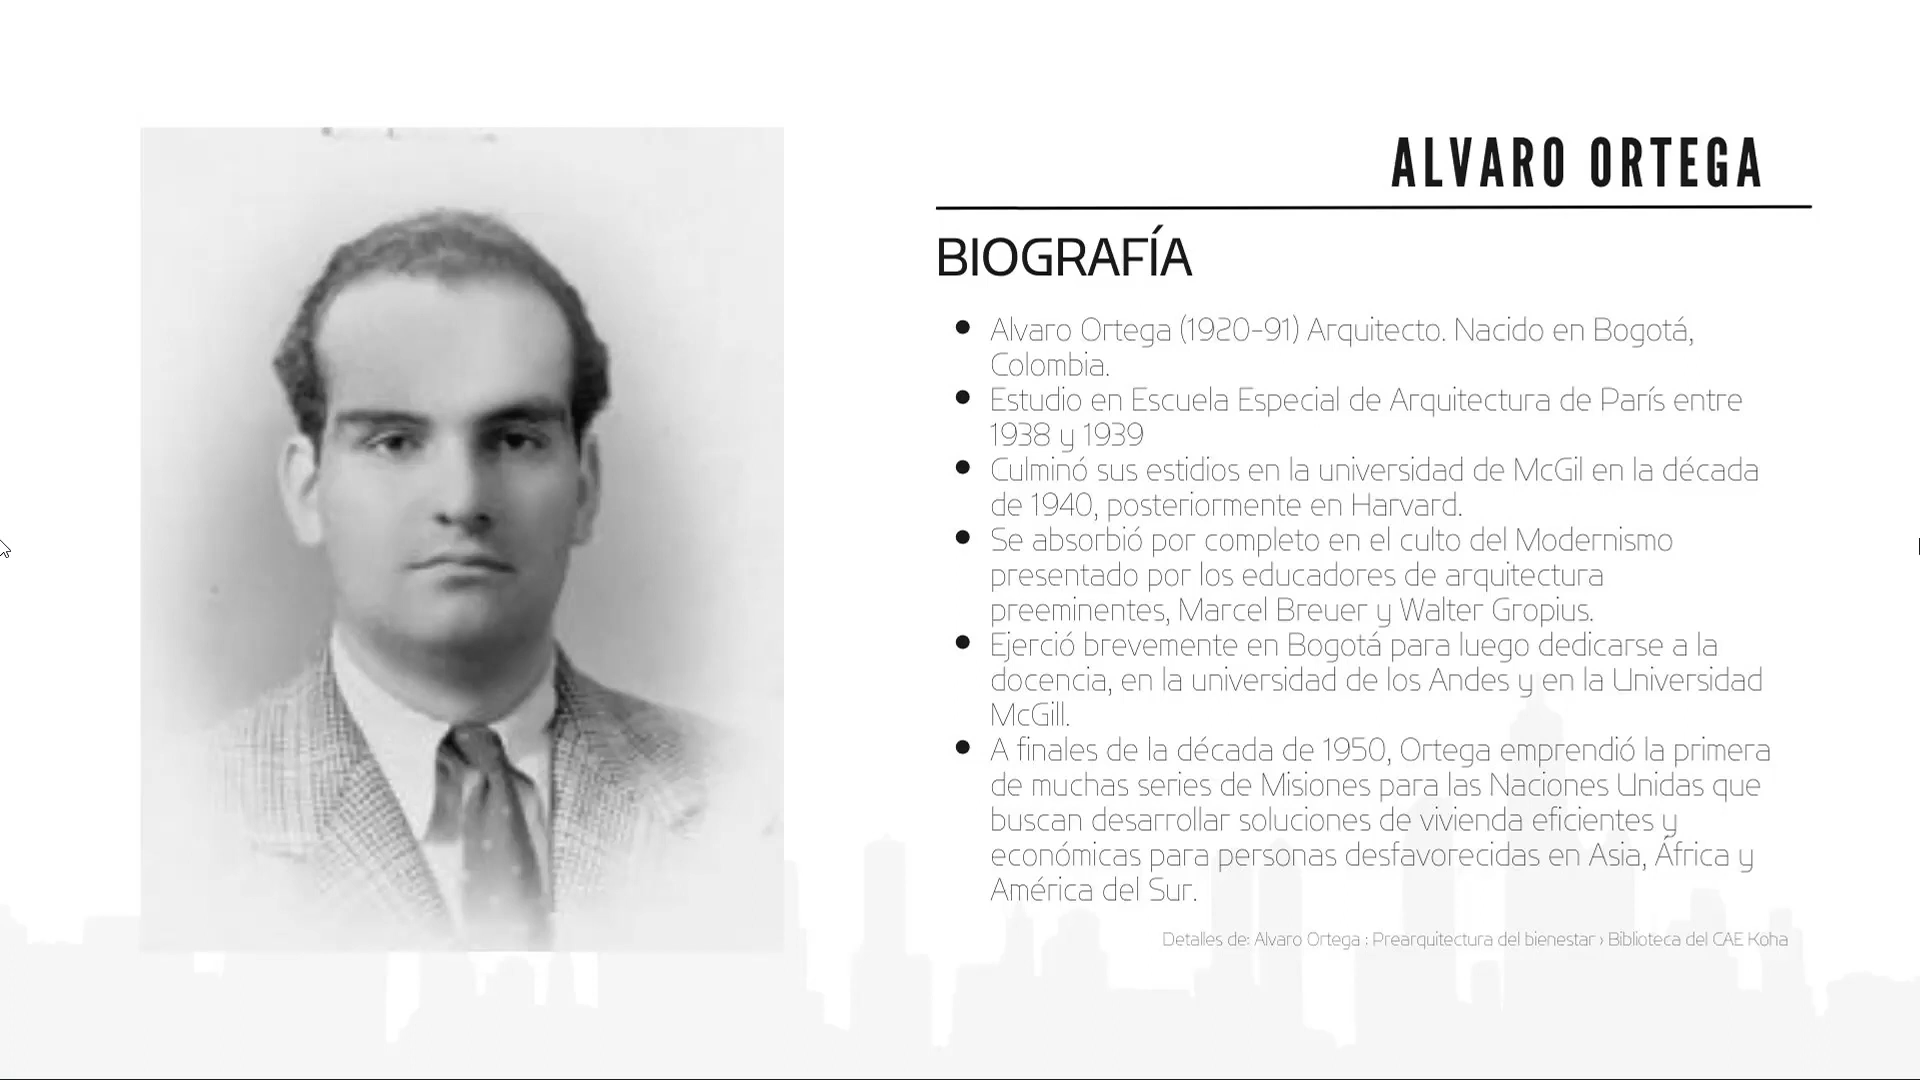 ALVARO ORTEGA
BIOGRAFÍA
Alvaro Ortega (1920-91) Arquitecto. Nacido en Bogotá,
Colombia.
Estudio en Escuela Especial de Arquitectura de París entre
1938 y 1939
Culminó sus estidios en la universidad de McGil en la década
de 1940, posteriormente en Harvard.
Se absorbió por completo en el culto del Modernismo
presentado por los educadores de arquitectura
preeminentes, Marcel Breuer y Walter Gropius.
Ejerció brevemente en Bogotá para luego dedicarse a la
docencia, en la universidad de los Andes y en la Universidad
McGill.
A finales de la década de 1950, Ortega emprendió la primera
de muchas series de Misiones para las Naciones Unidas que
buscan desarrollar soluciones de vivienda eficientes y
económicas para personas desfavorecidas en Asia, África y
América del Sur.
Detalles de: Alvaro Ortega : Prearquitectura del bienestar › Biblioteca del CAE Koha